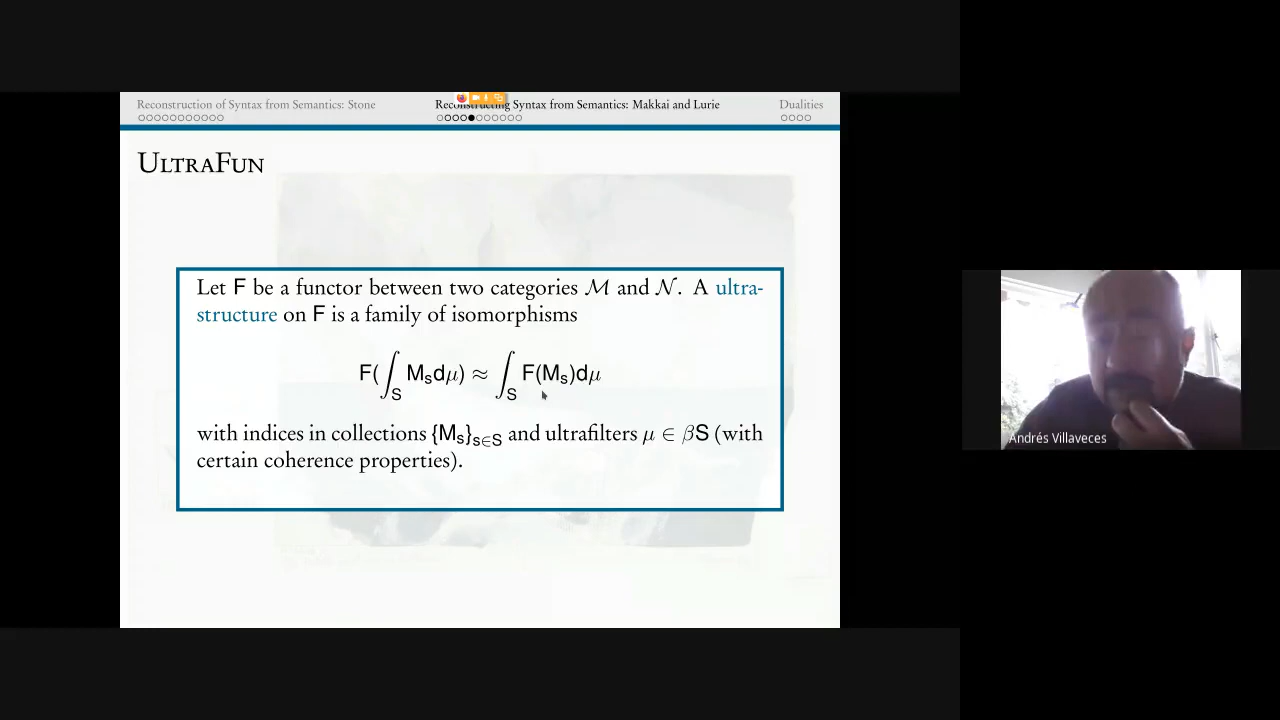 Reconstruction of Syntax from Semantics: Stone
Reconstructing Syntax from Semantics: Makkai and Lurie
Dualities
UltraFun
Let F be a functor between two categories ℳ and 𝒩. A ultra-
structure on F is a family of isomorphisms
F(∫_S M_s dμ) ≈ ∫_S F(M_s)dμ
with indices in collections {M_s}_{s∈S} and ultrafilters μ ∈ βS (with
certain coherence properties).
Andrés Villaveces